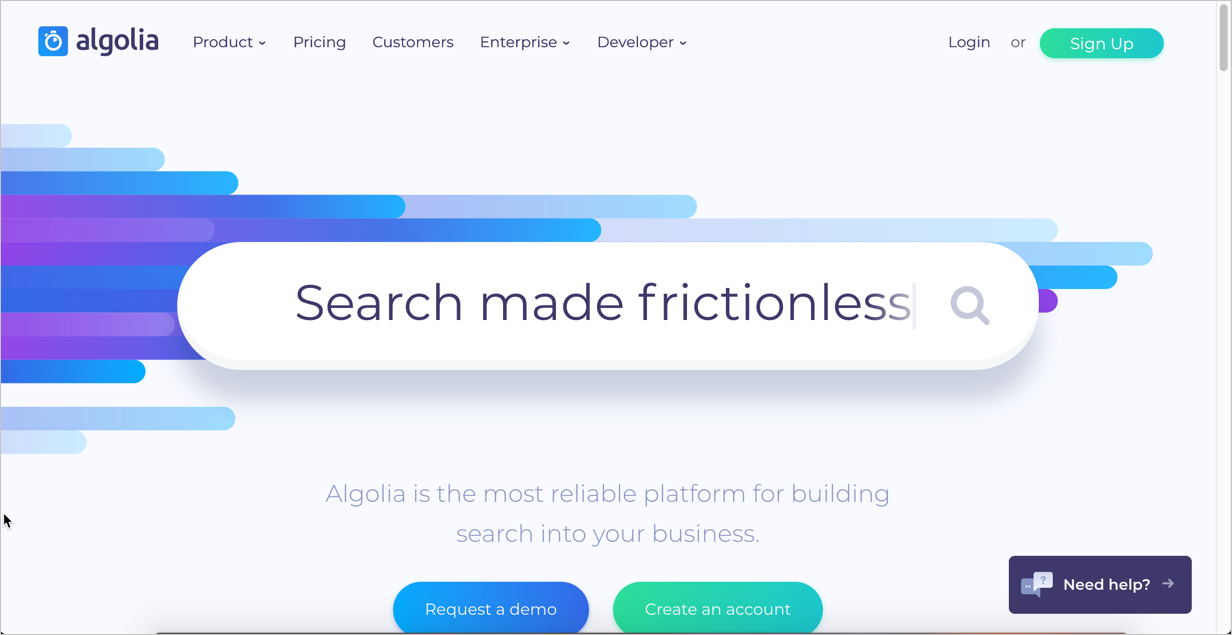 algolia
Product
Pricing
Customers
Enterprise
Developer
Login or Sign Up
Search made frictionless
Algolia is the most reliable platform for building
search into your business.
Request a demo
Create an account
Need help?